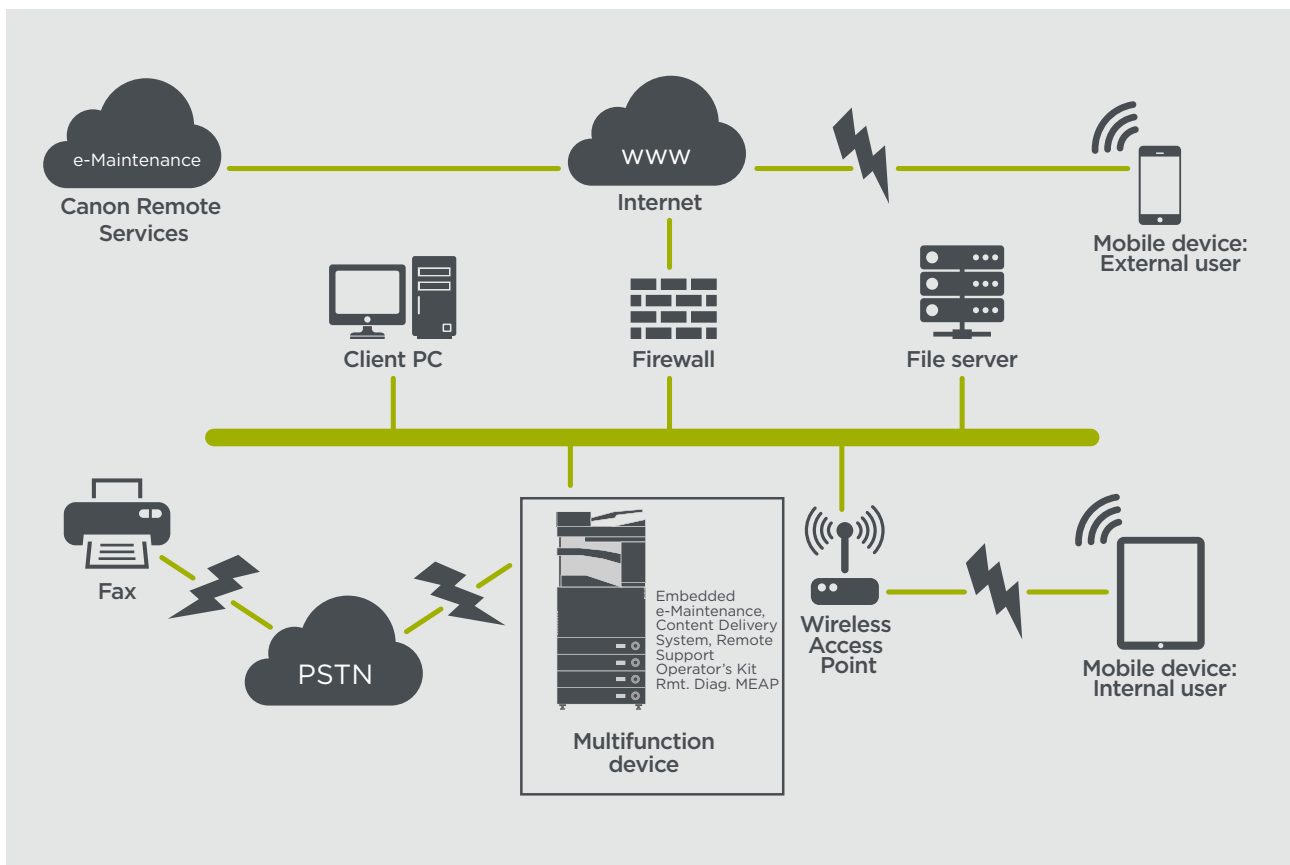 e-Maintenance
Canon Remote
Services
www
Internet
Mobile device:
External user
Client PC
Firewall
File server
Fax
PSTN
Embedded
e-Maintenance,
Content Delivery
System, Remote
Support
Operator's Kit
Rmt. Diag. MEAP
Multifunction
device
Wireless
Access
Point
Mobile device:
Internal user